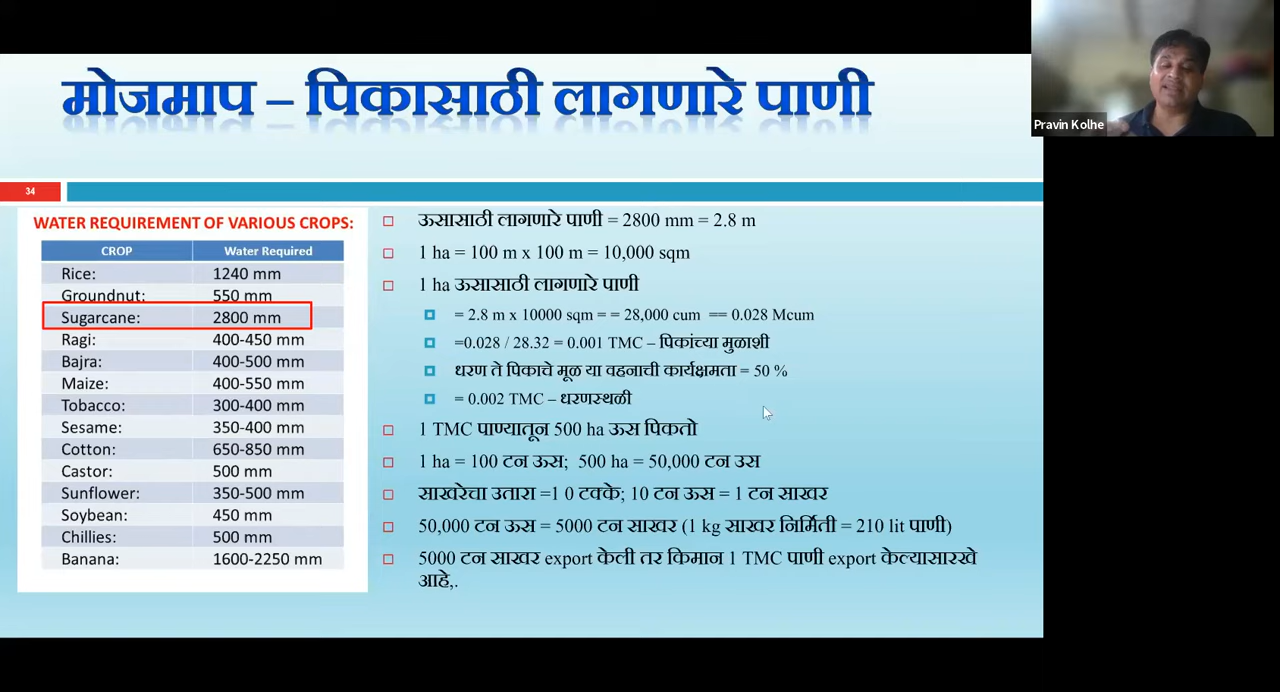 मोजमाप – पिकासाठी लागणारे पाणी
Pravin Kolhe
34
WATER REQUIREMENT OF VARIOUS CROPS:
CROP Water Required
Rice: 1240 mm
Groundnut: 550 mm
Sugarcane: 2800 mm
Ragi: 400-450 mm
Bajra: 400-500 mm
Maize: 400-550 mm
Tobacco: 300-400 mm
Sesame: 350-400 mm
Cotton: 650-850 mm
Castor: 500 mm
Sunflower: 350-500 mm
Soybean: 450 mm
Chillies: 500 mm
Banana: 1600-2250 mm
ऊसासाठी लागणारे पाणी = 2800 mm = 2.8 m
1 ha = 100 m x 100 m = 10,000 sqm
1 ha ऊसासाठी लागणारे पाणी
= 2.8 m x 10000 sqm = = 28,000 cum == 0.028 Mcum
=0.028 / 28.32 = 0.001 TMC – पिकांच्या मुळाशी
धरण ते पिकाचे मूळ या वहनाची कार्यक्षमता = 50 %
= 0.002 TMC – धरणस्थळी
1 TMC पाण्यातून 500 ha ऊस पिकतो
1 ha = 100 टन ऊस; 500 ha = 50,000 टन उस
साखरेचा उतारा =1 0 टक्के; 10 टन ऊस = 1 टन साखर
50,000 टन ऊस = 5000 टन साखर (1 kg साखर निर्मिती = 210 lit पाणी)
5000 टन साखर export केली तर किमान 1 TMC पाणी export केल्यासारखे
आहे,.